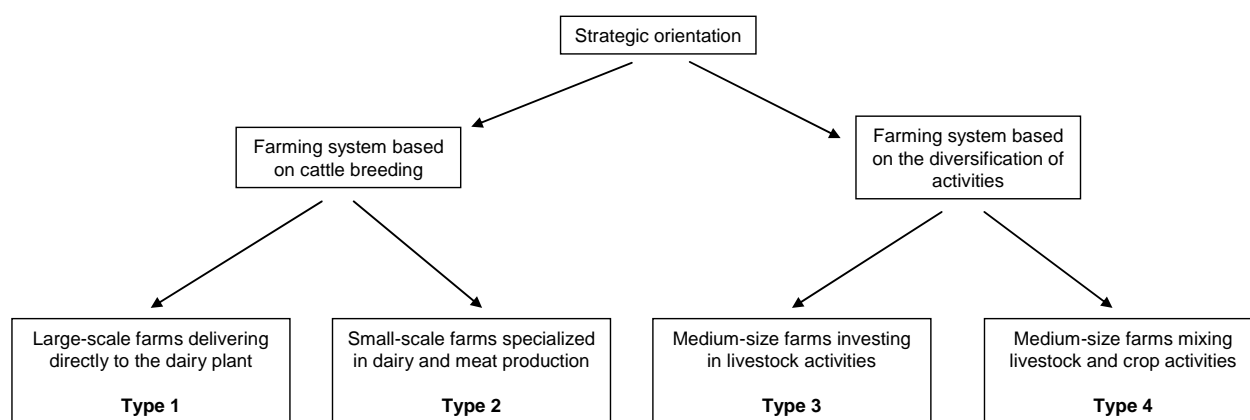 Strategic orientation
Farming system based
on cattle breeding
Farming system based
on the diversification of
activities
Large-scale farms delivering
directly to the dairy plant
Type 1
Small-scale farms specialized
in dairy and meat production
Type 2
Medium-size farms investing
in livestock activities
Type 3
Medium-size farms mixing
livestock and crop activities
Type 4